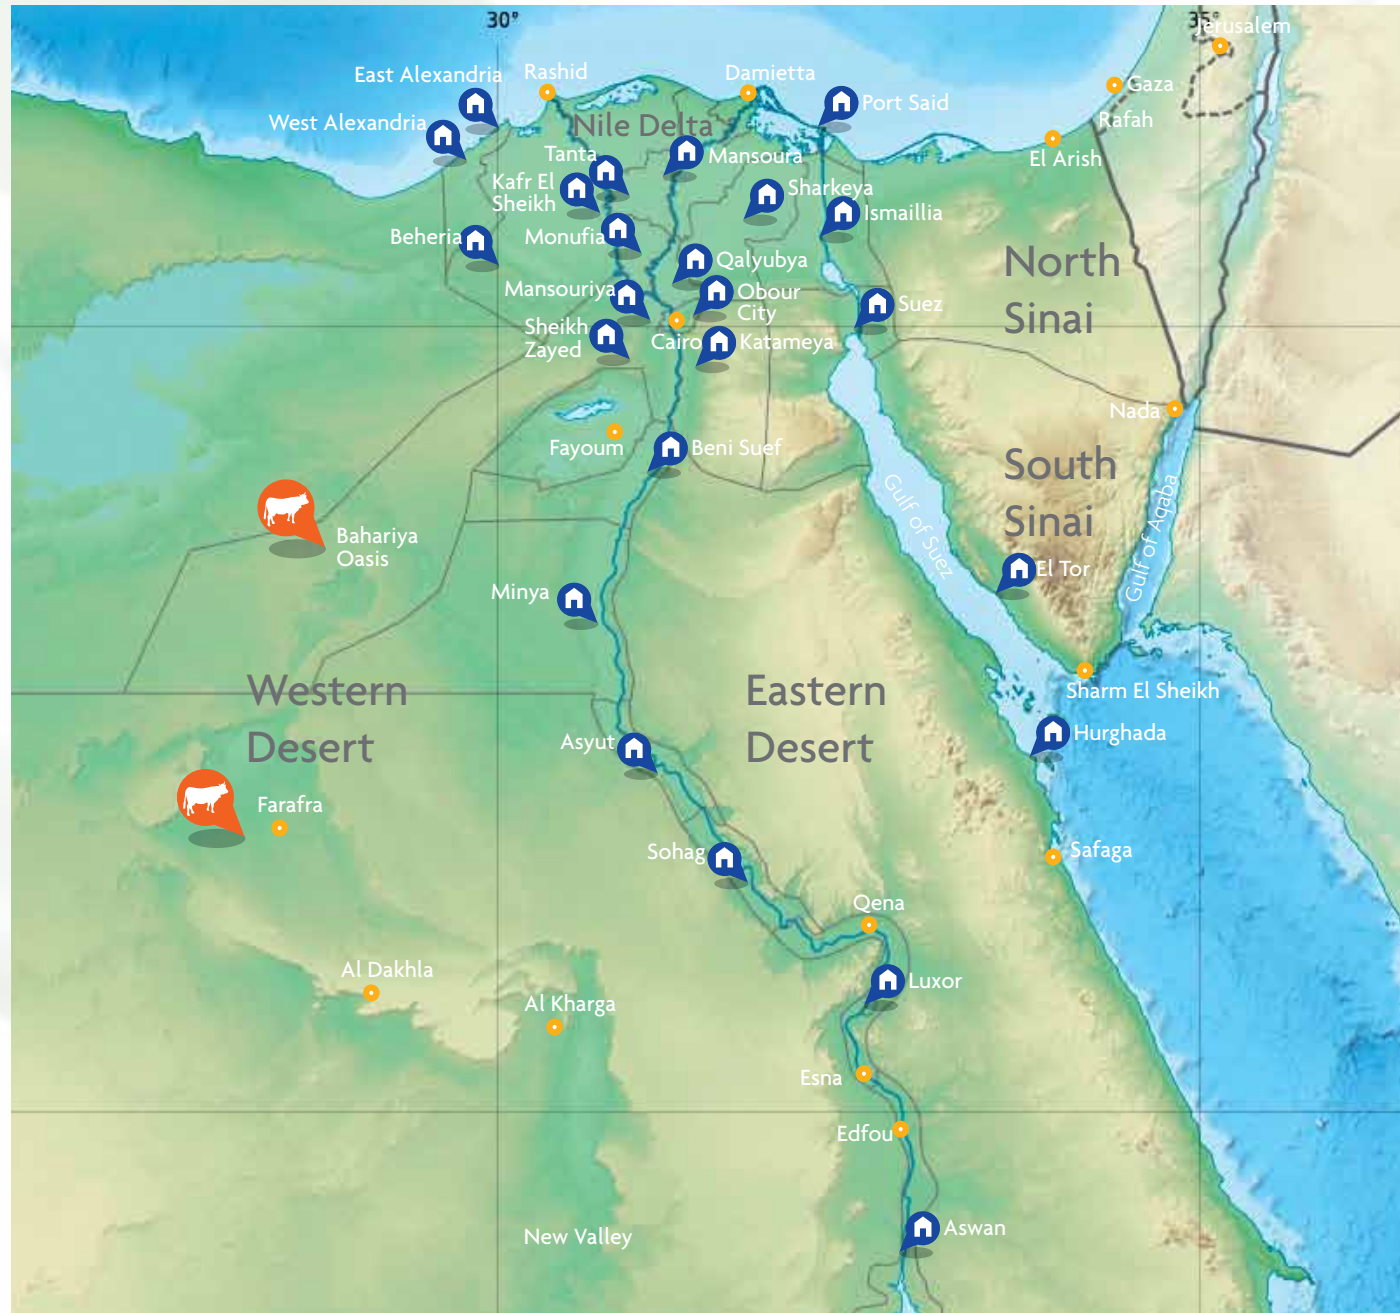 30°
35°
Jerusalem
East Alexandria
Rashid
Damietta
Gaza
Port Said
West Alexandria
Rafah
Nile Delta
Tanta
Mansoura
El Arish
Kafr El
Sheikh
Sharkeya
Ismaillia
Beheria
Monufia
Qalyubya
North
Sinai
Mansouriya
Obour
City
Suez
Sheikh
Zayed
Cairo
Katameya
Nada
Fayoum
Beni Suef
South
Sinai
Gulf of Suez
Gulf of Aqaba
Bahariya
Oasis
El Tor
Minya
Western
Desert
Eastern
Desert
Sharm El Sheikh
Hurghada
Asyut
Farafra
Sohag
Safaga
Qena
Al Dakhla
Luxor
Al Kharga
Esna
Edfou
Aswan
New Valley